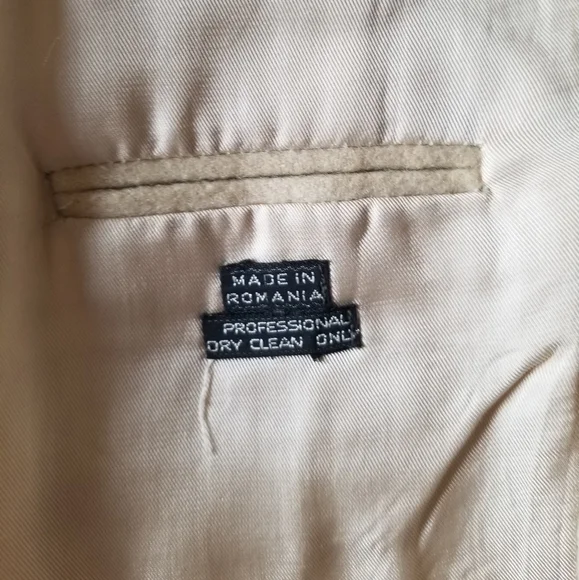 MADE IN
ROMANIA
PROFESSIONAL
DRY CLEAN ONLY